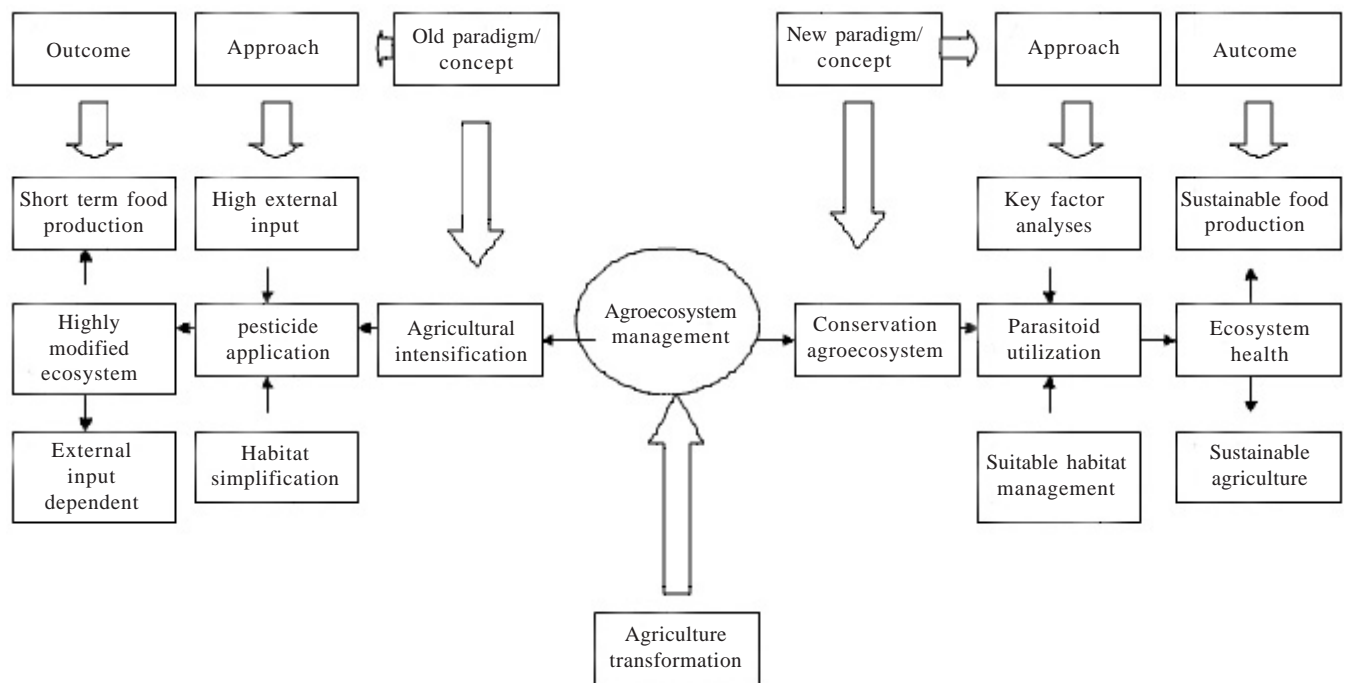 Outcome
Approach
Old paradigm/
concept
New paradigm/
concept
Approach
Autcome
Short term food
production
High external
input
Key factor
analyses
Sustainable food
production
Highly
modified
ecosystem
pesticide
application
Agricultural
intensification
Agroecosystem
management
Conservation
agroecosystem
Parasitoid
utilization
Ecosystem
health
External
input
dependent
Habitat
simplification
Suitable habitat
management
Sustainable
agriculture
Agriculture
transformation